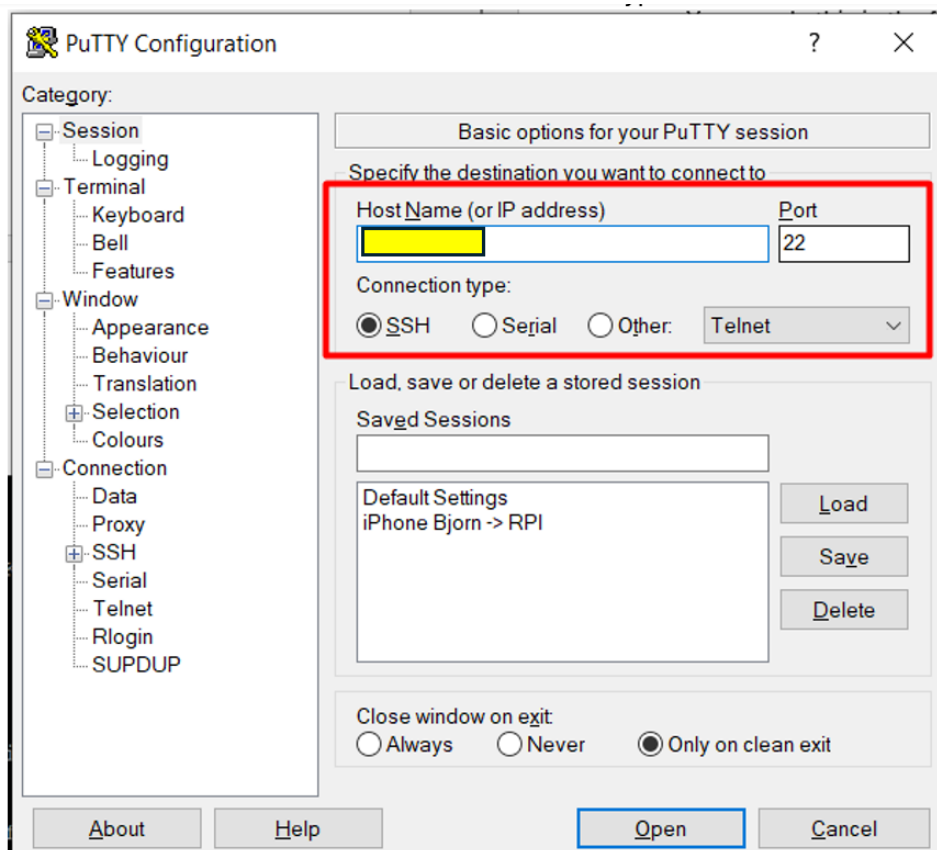 PuTTY Configuration
?
Category:
Session
Logging
Terminal
Keyboard
Bell
Features
Window
Appearance
Behaviour
Translation
Selection
Colours
Connection
Data
Proxy
SSH
Serial
Telnet
Rlogin
SUPDUP
Basic options for your PuTTY session
Specify the destination you want to connect to
Host Name (or IP address) Port
22
Connection type:
SSH Serial Other: Telnet
Load, save or delete a stored session
Saved Sessions
Default Settings
iPhone Bjorn -> RPI
Load
Save
Delete
Close window on exit:
Always Never Only on clean exit
About Help Open Cancel